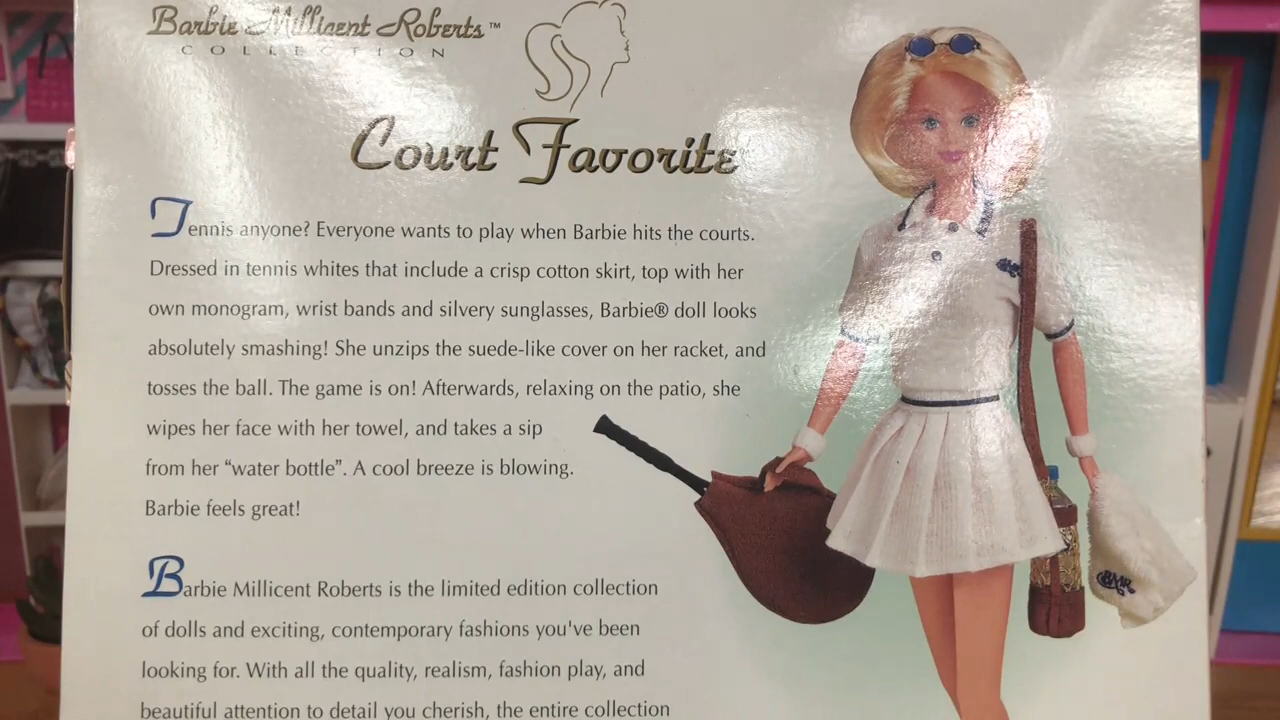 Barbie Millicent Roberts™
COLLECTION
Court Favorite
Tennis anyone? Everyone wants to play when Barbie hits the courts.
Dressed in tennis whites that include a crisp cotton skirt, top with her
own monogram, wrist bands and silvery sunglasses, Barbie® doll looks
absolutely smashing! She unzips the suede-like cover on her racket, and
tosses the ball. The game is on! Afterwards, relaxing on the patio, she
wipes her face with her towel, and takes a sip
from her “water bottle”. A cool breeze is blowing.
Barbie feels great!
Barbie Millicent Roberts is the limited edition collection
of dolls and exciting, contemporary fashions you've been
looking for. With all the quality, realism, fashion play, and
beautiful attention to detail you cherish, the entire collection
BMR